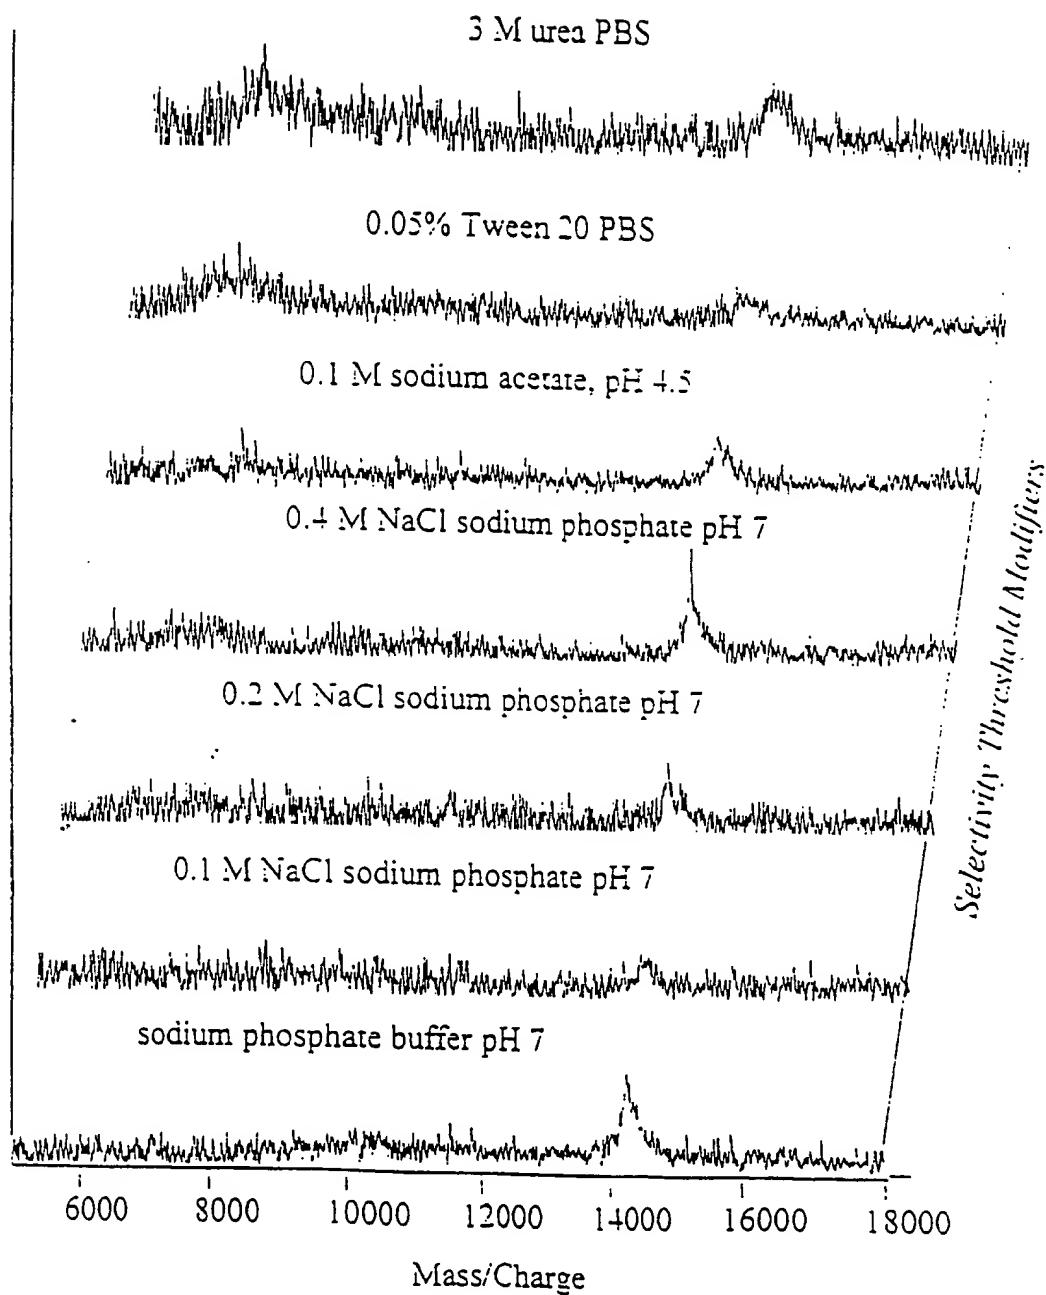 3 M urea PBS
0.05% Tween 20 PBS
0.1 M sodium acetate, pH 4.5
0.4 M NaCl sodium phosphate pH 7
0.2 M NaCl sodium phosphate pH 7
0.1 M NaCl sodium phosphate pH 7
sodium phosphate buffer pH 7
Selectivity Threshold Modifiers
6000 8000 10000 12000 14000 16000 18000
Mass/Charge